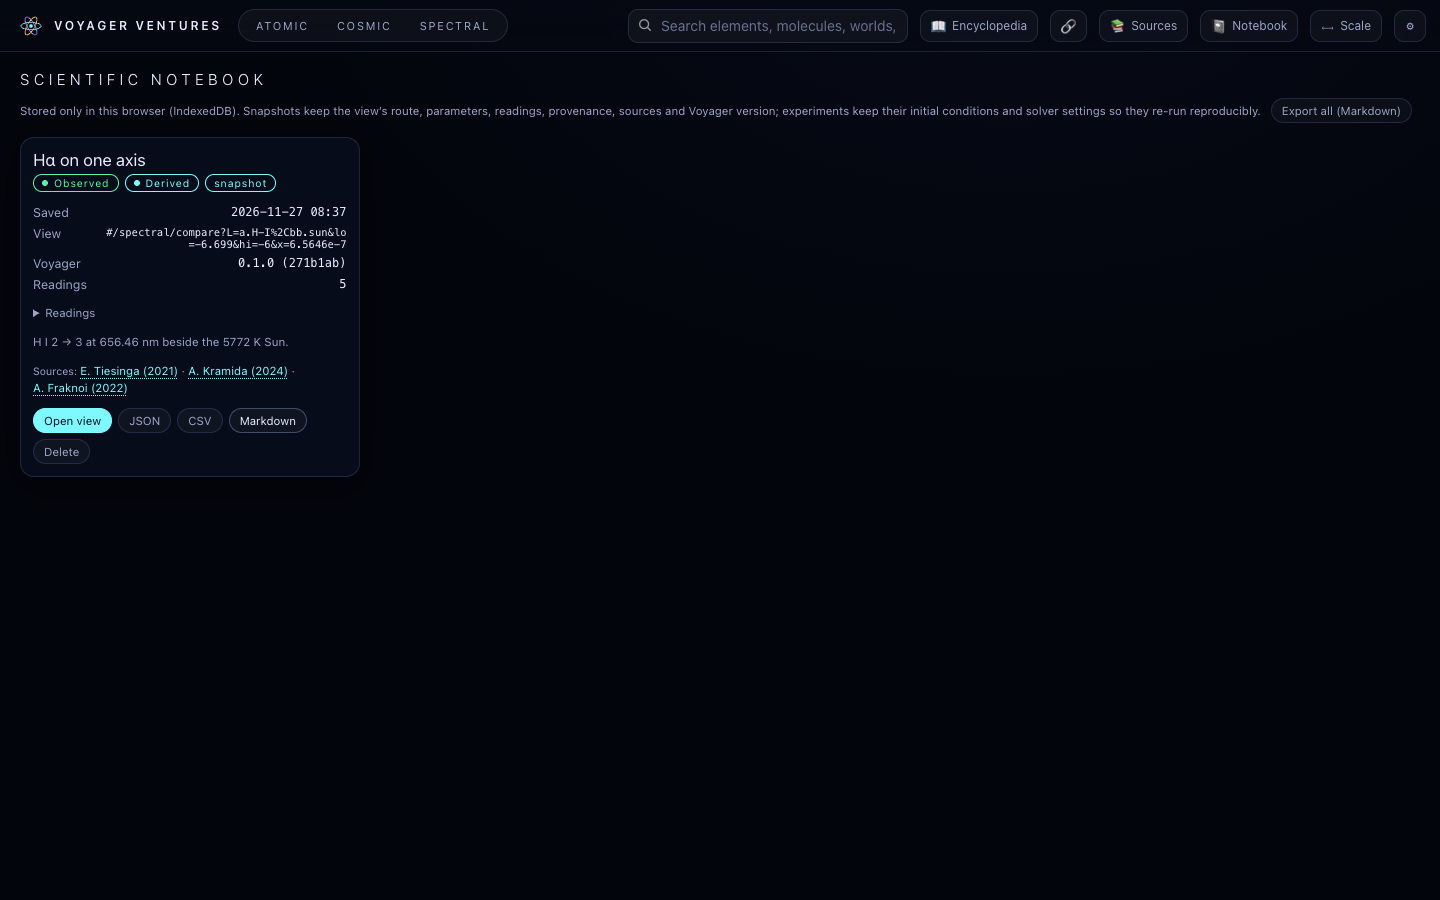 VOYAGER VENTURES
ATOMIC COSMIC SPECTRAL
Search elements, molecules, worlds,
Encyclopedia
Sources
Notebook
Scale
SCIENTIFIC NOTEBOOK
Stored only in this browser (IndexedDB). Snapshots keep the view's route, parameters, readings, provenance, sources and Voyager version; experiments keep their initial conditions and solver settings so they re-run reproducibly.
Export all (Markdown)
Hα on one axis
Observed Derived snapshot
Saved 2026-11-27 08:37
View #/spectral/compare?L=a.H-I%2Cbb.sun&lo
=-6.699&hi=-6&x=6.5646e-7
Voyager 0.1.0 (271b1ab)
Readings 5
Readings
H I 2 → 3 at 656.46 nm beside the 5772 K Sun.
Sources: E. Tiesinga (2021) · A. Kramida (2024) ·
A. Fraknoi (2022)
Open view JSON CSV Markdown
Delete